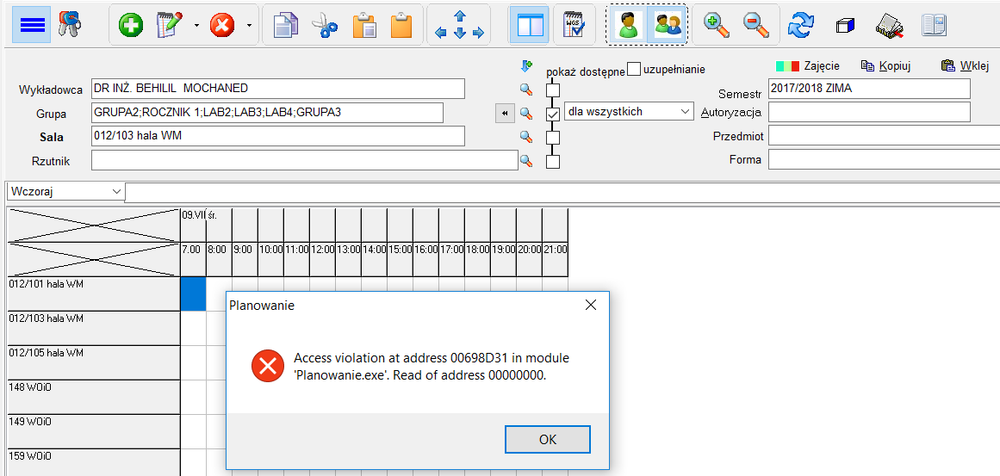 WGS
pokaż dostępne uzupełnianie
Zajęcie Kopiuj Wklej
Wykładowca DR INŻ. BEHILIL MOCHANED
Semestr 2017/2018 ZIMA
Grupa GRUPA2;ROCZNIK 1;LAB2;LAB3;LAB4;GRUPA3
dla wszystkich
Autoryzacja
Sala 012/103 hala WM
Przedmiot
Rzutnik
Forma
Wczoraj
09.VII śr.
7.00 8:00 9:00 10:00 11:00 12:00 13:00 14:00 15:00 16:00 17:00 18:00 19:00 20:00 21:00
012/101 hala WM
012/103 hala WM
012/105 hala WM
148 WOiO
149 WOiO
159 WOiO
Planowanie
Access violation at address 00698D31 in module
'Planowanie.exe'. Read of address 00000000.
OK